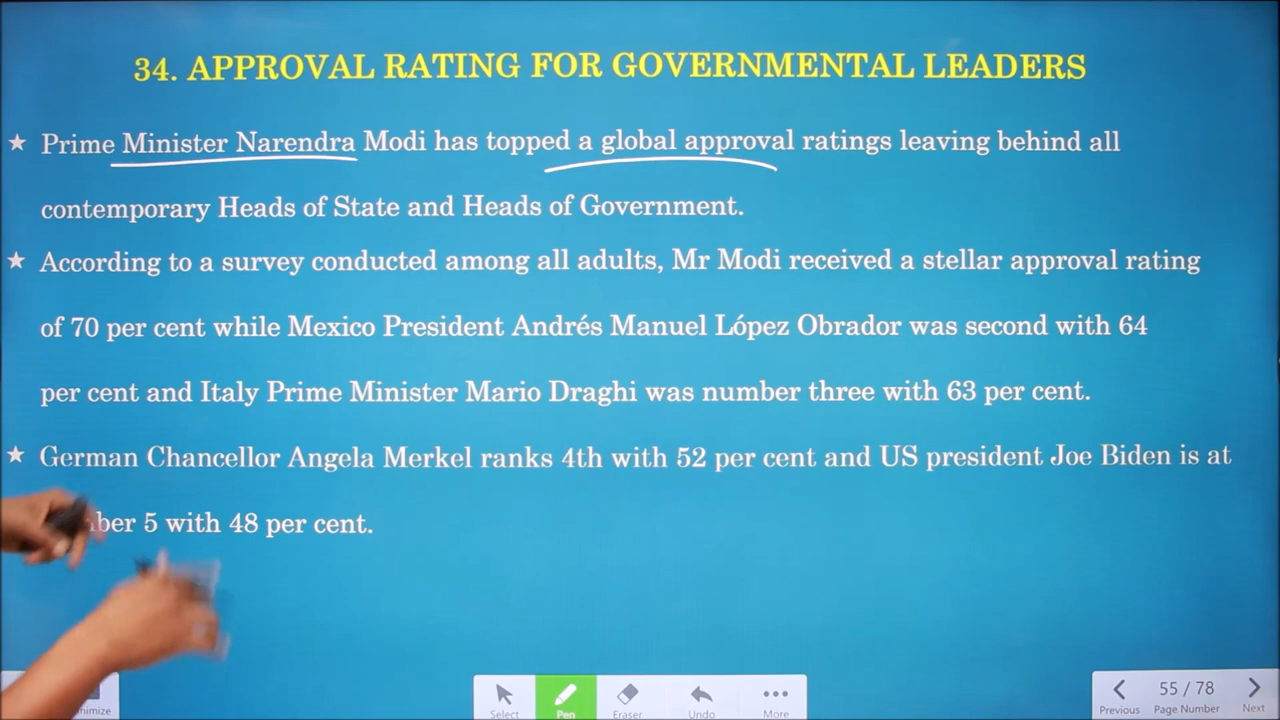 34. APPROVAL RATING FOR GOVERNMENTAL LEADERS
★ Prime Minister Narendra Modi has topped a global approval ratings leaving behind all
contemporary Heads of State and Heads of Government.
★ According to a survey conducted among all adults, Mr Modi received a stellar approval rating
of 70 per cent while Mexico President Andrés Manuel López Obrador was second with 64
per cent and Italy Prime Minister Mario Draghi was number three with 63 per cent.
★ German Chancellor Angela Merkel ranks 4th with 52 per cent and US president Joe Biden is at
5 with 48 per cent.
Select Pen Eraser Undo More
Previous 55 / 78 Page Number Next